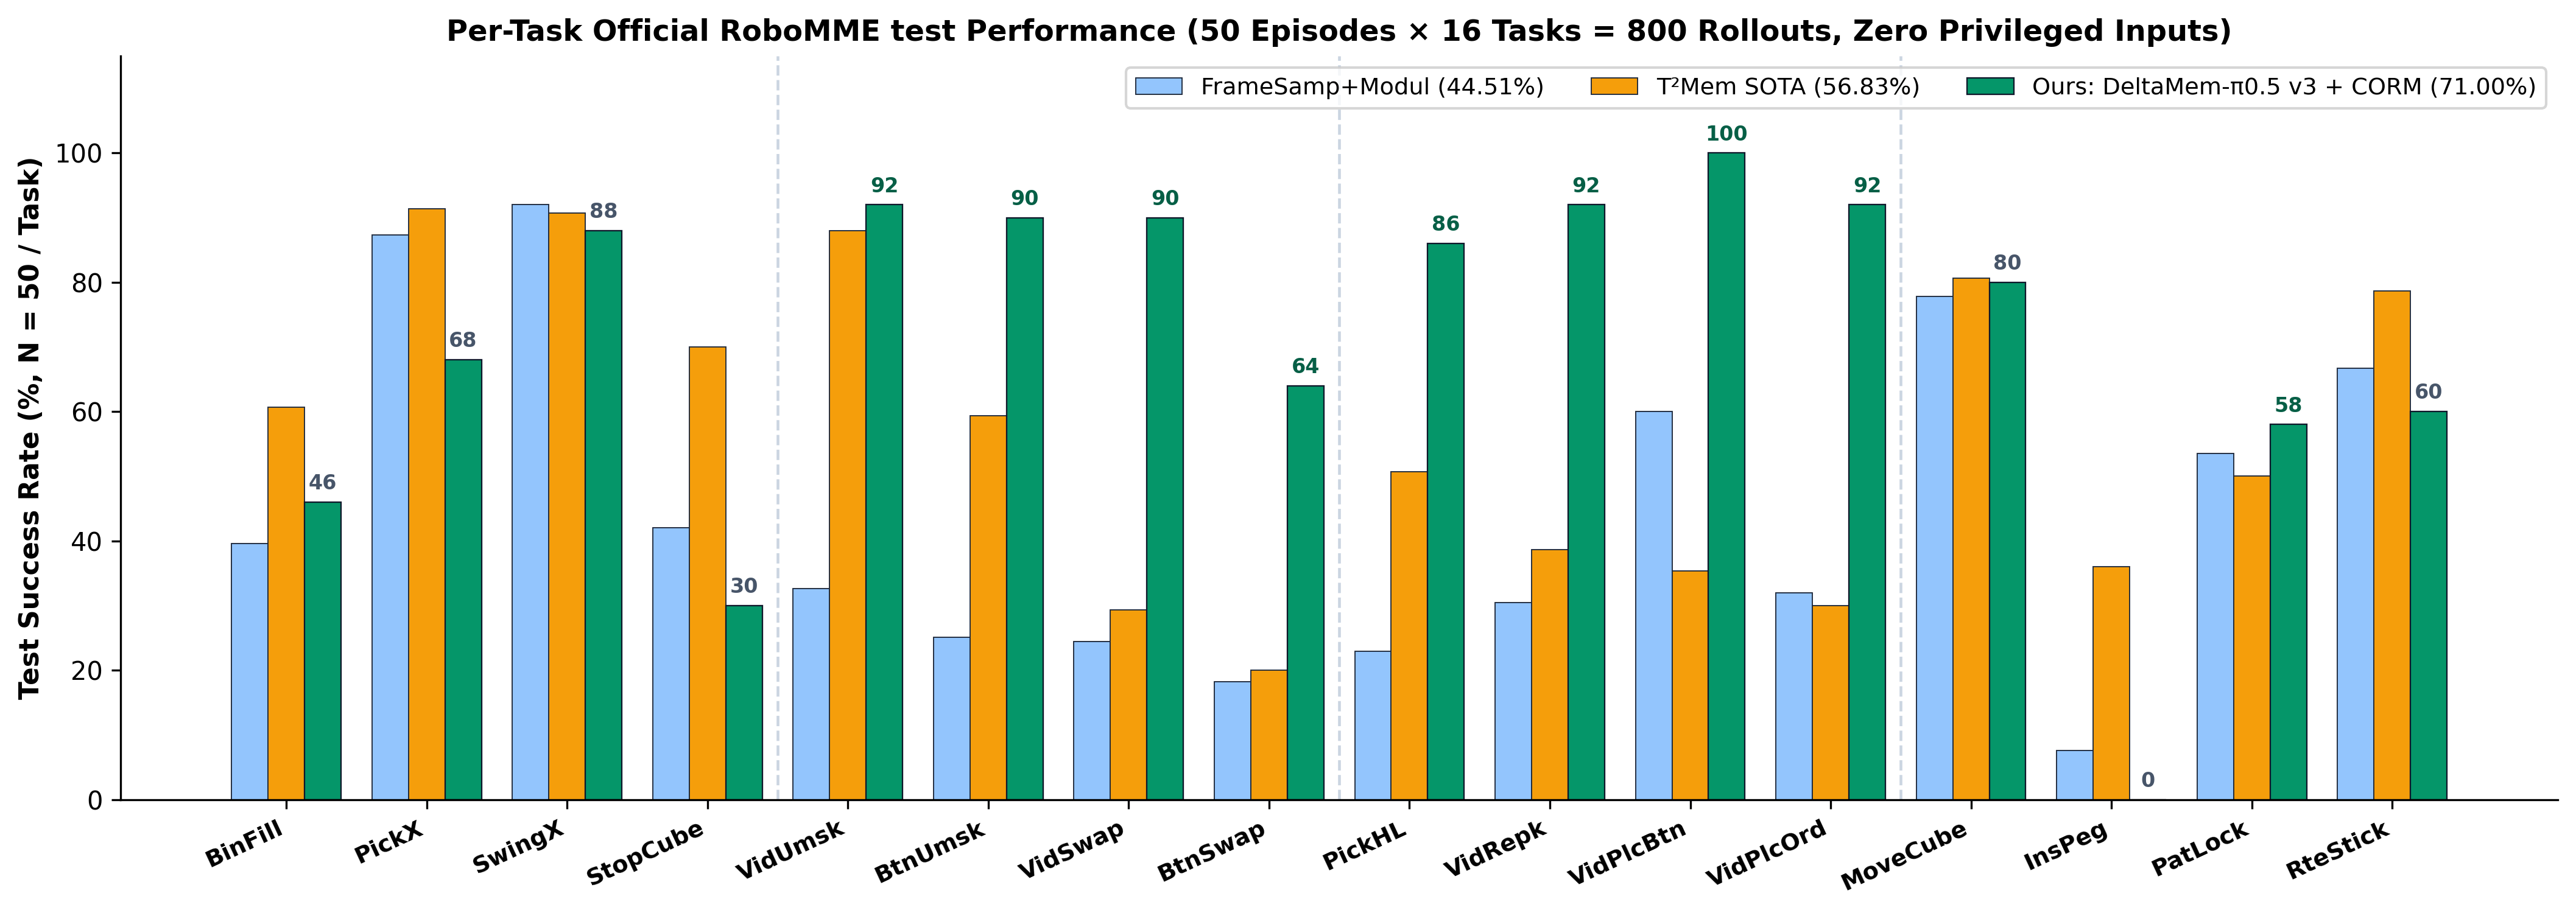 Per-Task Official RoboMME test Performance (50 Episodes × 16 Tasks = 800 Rollouts, Zero Privileged Inputs)
FrameSamp+Modul (44.51%)
T²Mem SOTA (56.83%)
Ours: DeltaMem-π0.5 v3 + CORM (71.00%)
Test Success Rate (%, N = 50 / Task)
100
80
60
40
20
0
46
68
88
30
92
90
90
64
86
92
100
92
80
0
58
60
BinFill
PickX
SwingX
StopCube
VidUmsk
BtnUmsk
VidSwap
BtnSwap
PickHL
VidRepk
VidPlcBtn
VidPlcOrd
MoveCube
InsPeg
PatLock
RteStick